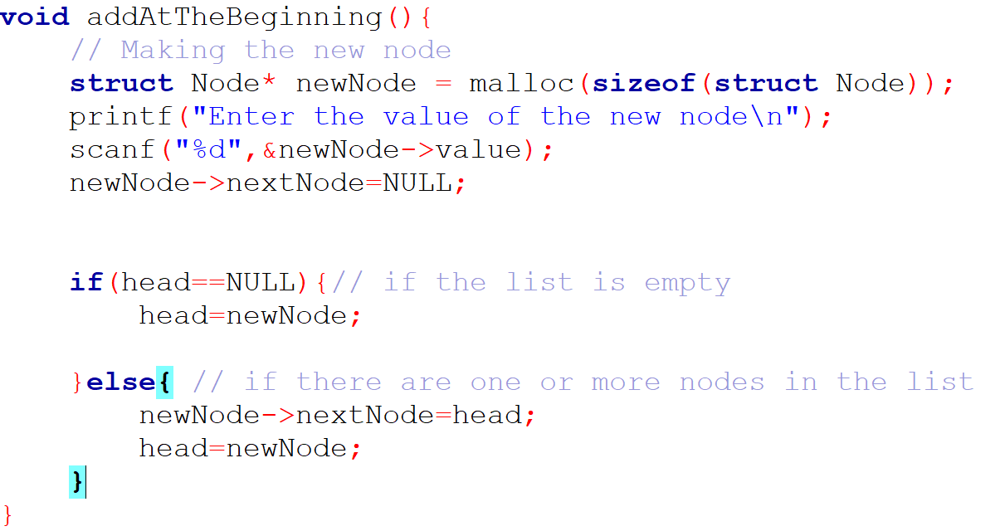 void addAtTheBeginning(){
// Making the new node
struct Node* newNode = malloc(sizeof(struct Node));
printf("Enter the value of the new node\n");
scanf("%d",&newNode->value);
newNode->nextNode=NULL;
if(head==NULL){// if the list is empty
head=newNode;
}else{ // if there are one or more nodes in the list
newNode->nextNode=head;
head=newNode;
}
}